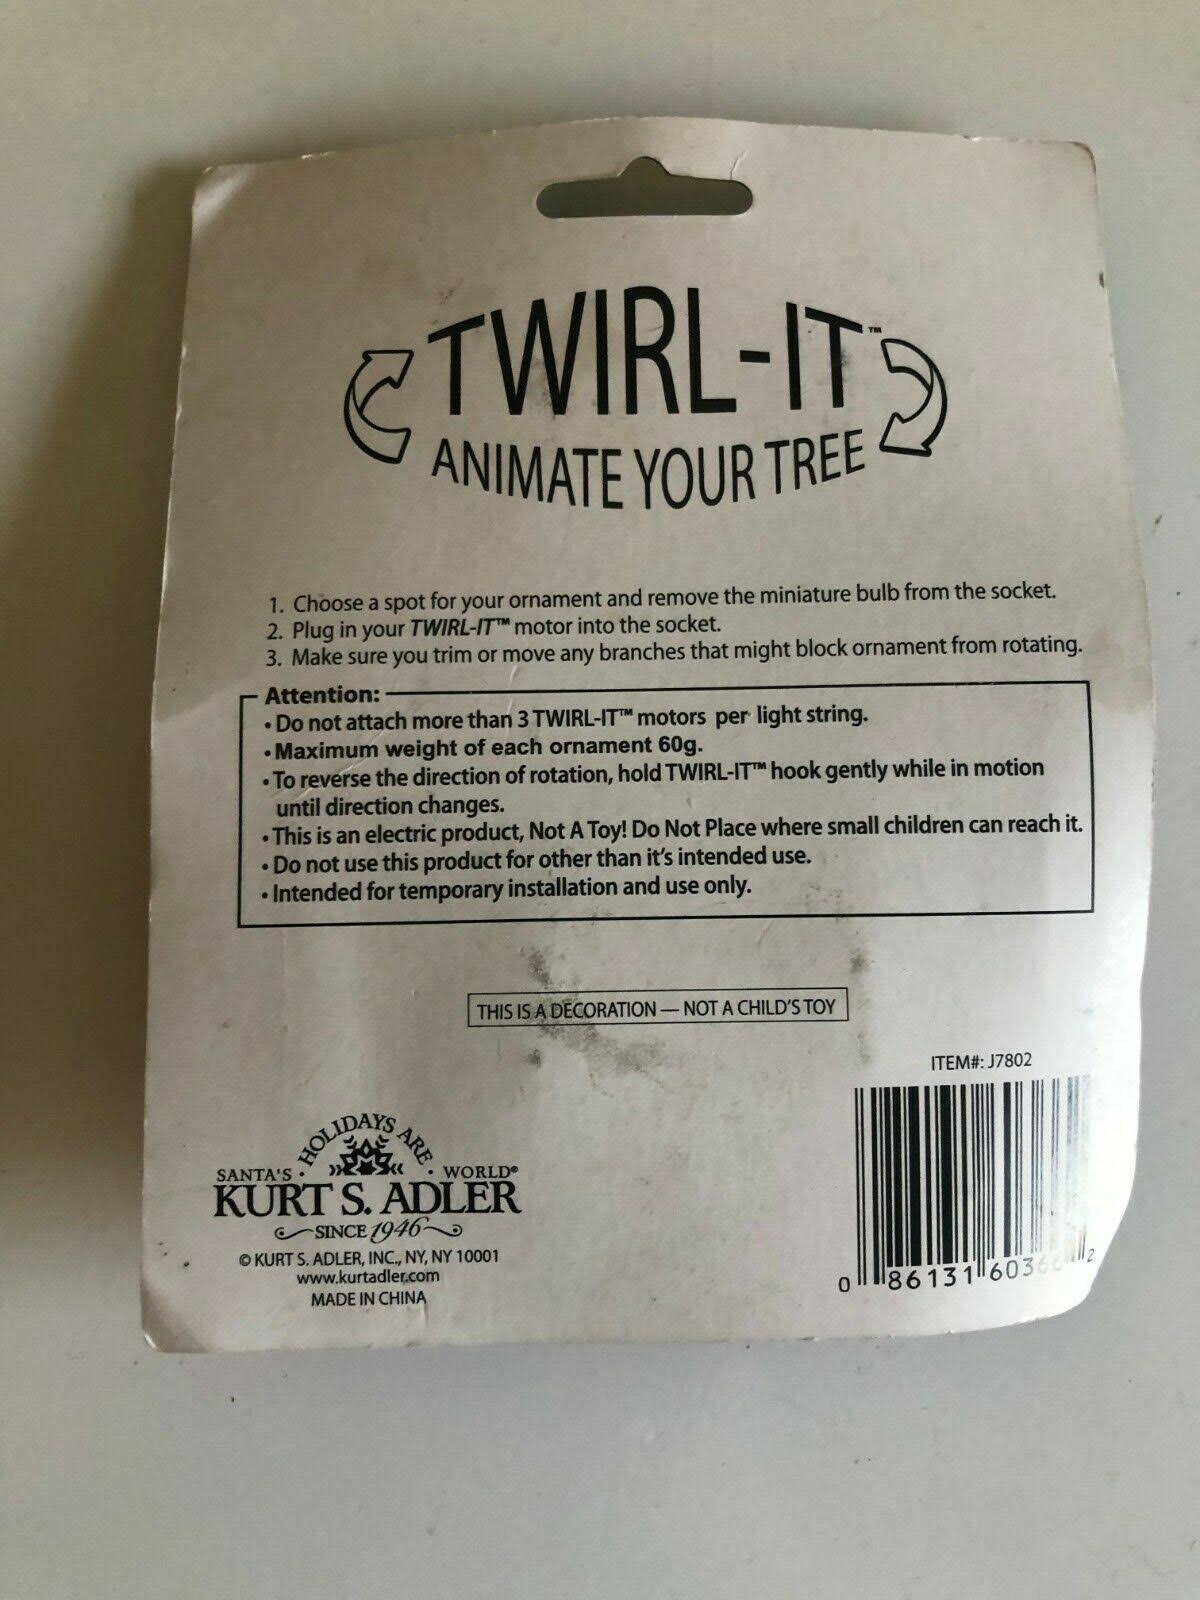 TWIRL-IT™
ANIMATE YOUR TREE
1. Choose a spot for your ornament and remove the miniature bulb from the socket.
2. Plug in your TWIRL-IT™ motor into the socket.
3. Make sure you trim or move any branches that might block ornament from rotating.
Attention:
• Do not attach more than 3 TWIRL-IT™ motors per light string.
• Maximum weight of each ornament 60g.
• To reverse the direction of rotation, hold TWIRL-IT™ hook gently while in motion
until direction changes.
• This is an electric product, Not A Toy! Do Not Place where small children can reach it.
• Do not use this product for other than it's intended use.
• Intended for temporary installation and use only.
THIS IS A DECORATION — NOT A CHILD'S TOY
ITEM#: J7802
HOLIDAYS ARE
SANTA'S • • WORLD®
KURT S. ADLER
SINCE 1946
© KURT S. ADLER, INC., NY, NY 10001
www.kurtadler.com
MADE IN CHINA
0 86131 2